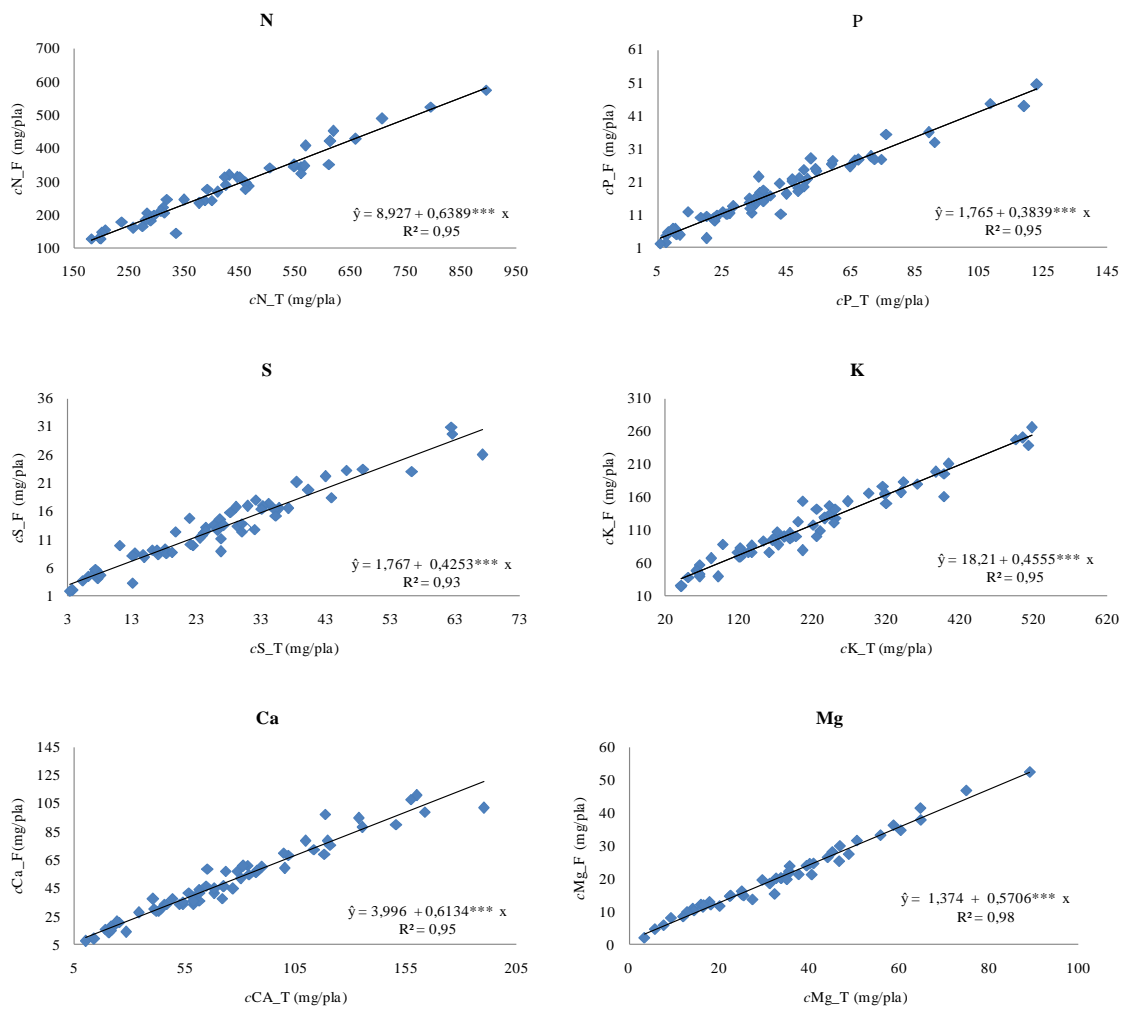 N
700
600
500
400
300
200
100
cN_F (mg/pla)
ŷ = 8,927 + 0,6389*** x
R² = 0,95
150 250 350 450 550 650 750 850 950
cN_T (mg/pla)
P
61
51
41
31
21
11
1
cP_F (mg/pla)
ŷ = 1,765 + 0,3839*** x
R² = 0,95
5 25 45 65 85 105 125 145
cP_T (mg/pla)
S
36
31
26
21
16
11
6
1
cS_F (mg/pla)
ŷ = 1,767 + 0,4253*** x
R² = 0,93
3 13 23 33 43 53 63 73
cS_T (mg/pla)
K
310
260
210
160
110
60
10
cK_F (mg/pla)
ŷ = 18,21 + 0,4555*** x
R² = 0,95
20 120 220 320 420 520 620
cK_T (mg/pla)
Ca
145
125
105
85
65
45
25
5
cCa_F (mg/pla)
ŷ = 3,996 + 0,6134*** x
R² = 0,95
5 55 105 155 205
cCA_T (mg/pla)
Mg
60
50
40
30
20
10
0
cMg_F (mg/pla)
ŷ = 1,374 + 0,5706*** x
R² = 0,98
0 20 40 60 80 100
cMg_T (mg/pla)